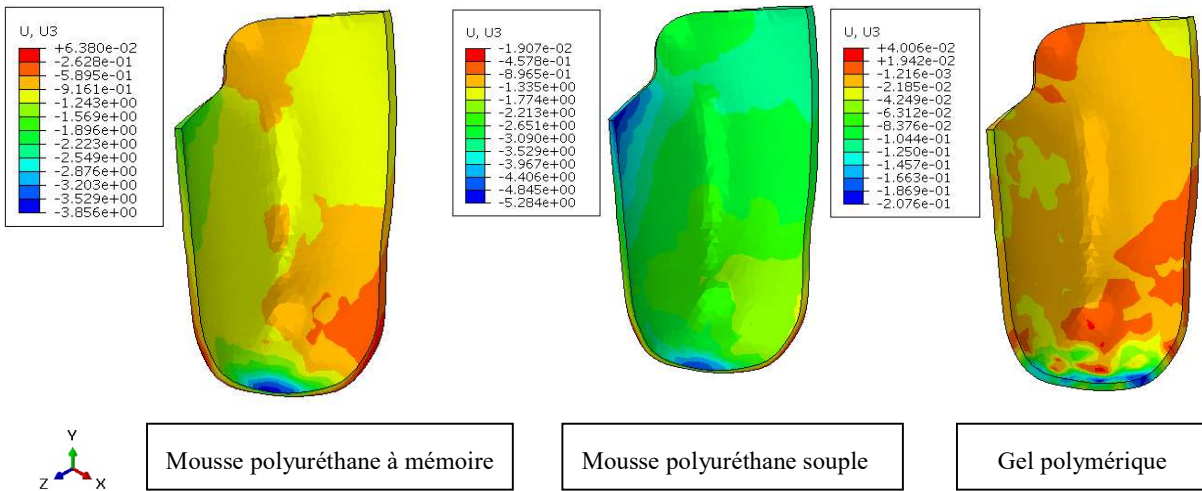 U, U3
+6.380e-02
-2.628e-01
-5.895e-01
-9.161e-01
-1.243e+00
-1.569e+00
-1.896e+00
-2.223e+00
-2.549e+00
-2.876e+00
-3.203e+00
-3.529e+00
-3.856e+00
U, U3
-1.907e-02
-4.578e-01
-8.965e-01
-1.335e+00
-1.774e+00
-2.213e+00
-2.651e+00
-3.090e+00
-3.529e+00
-3.967e+00
-4.406e+00
-4.845e+00
-5.284e+00
U, U3
+4.006e-02
+1.942e-02
-1.216e-03
-2.185e-02
-4.249e-02
-6.312e-02
-8.376e-02
-1.044e-01
-1.250e-01
-1.457e-01
-1.663e-01
-1.869e-01
-2.076e-01
Y
Z
X
Mousse polyuréthane à mémoire
Mousse polyuréthane souple
Gel polymérique